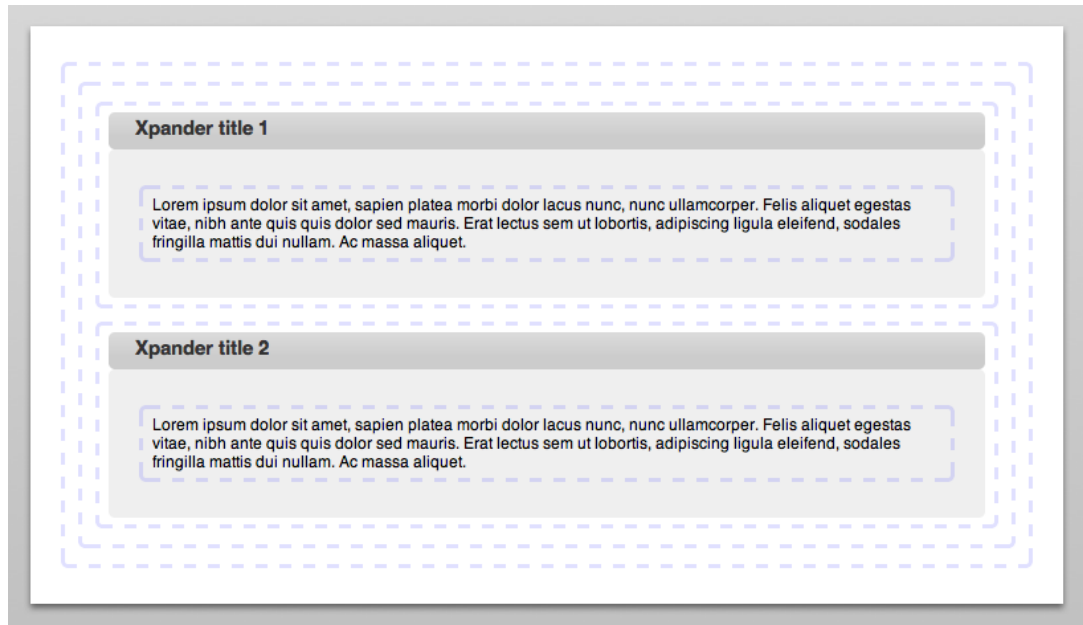 Xpander title 1
Lorem ipsum dolor sit amet, sapien platea morbi dolor lacus nunc, nunc ullamcorper. Felis aliquet egestas
vitae, nibh ante quis quis dolor sed mauris. Erat lectus sem ut lobortis, adipiscing ligula eleifend, sodales
fringilla mattis dui nullam. Ac massa aliquet.
Xpander title 2
Lorem ipsum dolor sit amet, sapien platea morbi dolor lacus nunc, nunc ullamcorper. Felis aliquet egestas
vitae, nibh ante quis quis dolor sed mauris. Erat lectus sem ut lobortis, adipiscing ligula eleifend, sodales
fringilla mattis dui nullam. Ac massa aliquet.